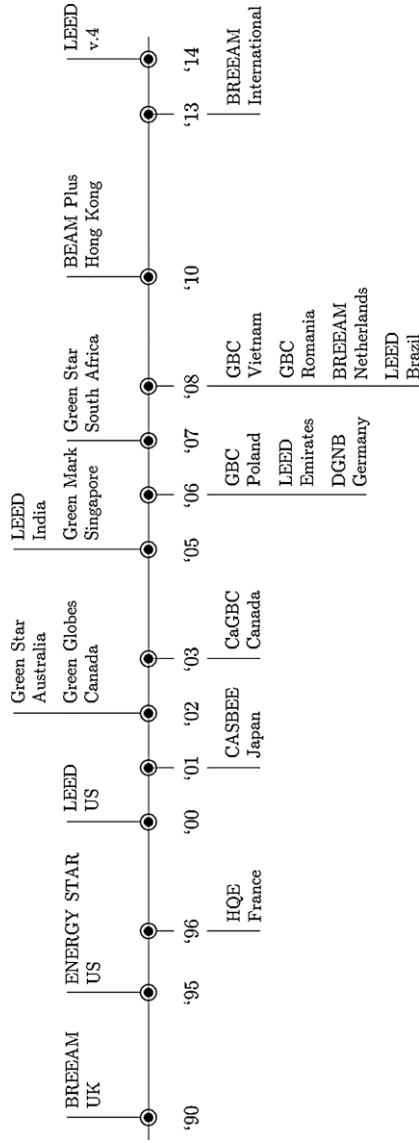 BREEAM
UK
ENERGY STAR
US
LEED
US
Green Star
Australia
Green Globes
Canada
LEED
India
Green Mark
Singapore
Green Star
South Africa
BEAM Plus
Hong Kong
LEED
v.4
‘90
‘95
‘96
‘00
‘01
‘02
‘03
‘05
‘06
‘07
‘08
‘10
‘13
‘14
HQE
France
CASBEE
Japan
CaGBC
Canada
GBC
Poland
LEED
Emirates
DGNB
Germany
GBC
Vietnam
GBC
Romania
BREEAM
Netherlands
LEED
Brazil
BREEAM
International